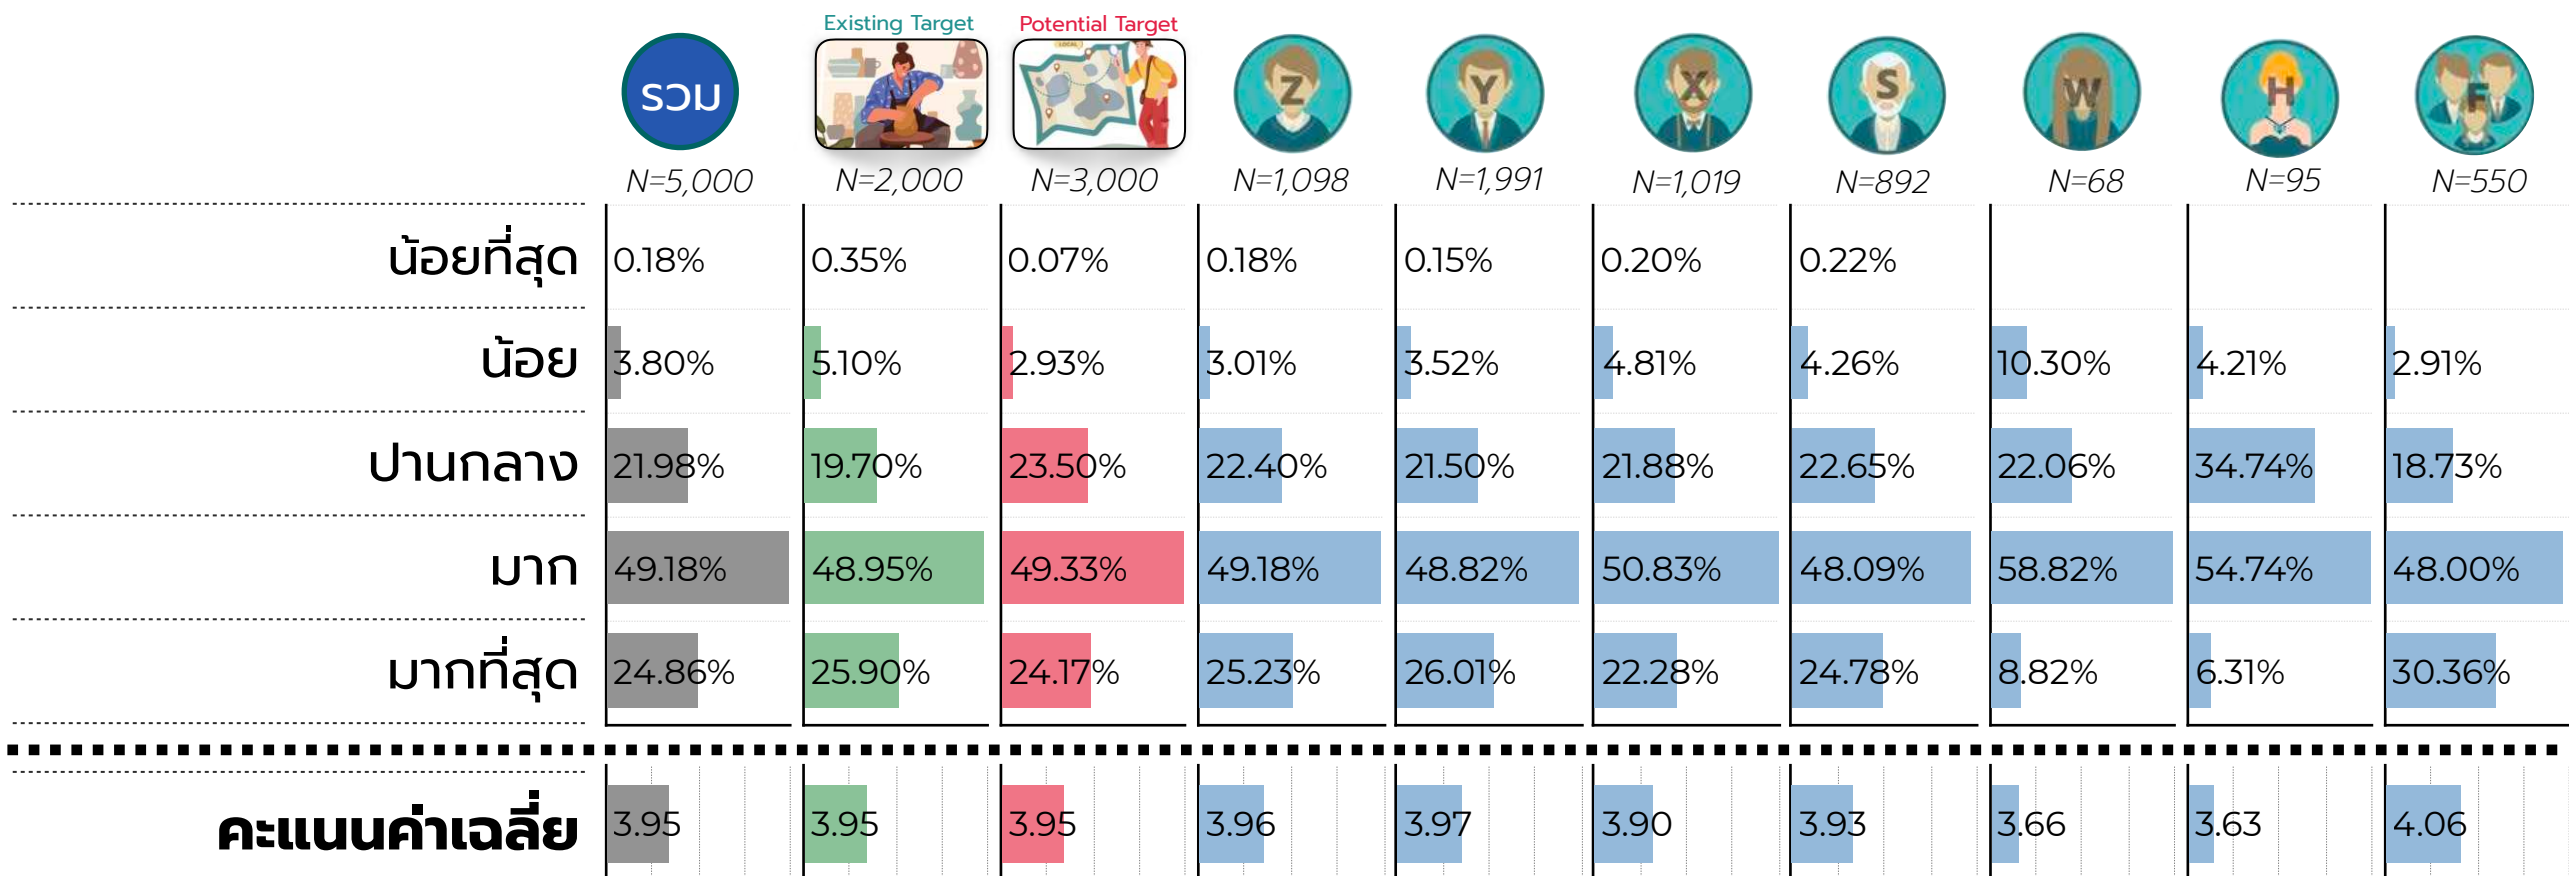 Existing Target Potential Target
LOCAL
รวม Z Y X S W H F
N=5,000 N=2,000 N=3,000 N=1,098 N=1,991 N=1,019 N=892 N=68 N=95 N=550
น้อยที่สุด 0.18% 0.35% 0.07% 0.18% 0.15% 0.20% 0.22%
น้อย 3.80% 5.10% 2.93% 3.01% 3.52% 4.81% 4.26% 10.30% 4.21% 2.91%
ปานกลาง 21.98% 19.70% 23.50% 22.40% 21.50% 21.88% 22.65% 22.06% 34.74% 18.73%
มาก 49.18% 48.95% 49.33% 49.18% 48.82% 50.83% 48.09% 58.82% 54.74% 48.00%
มากที่สุด 24.86% 25.90% 24.17% 25.23% 26.01% 22.28% 24.78% 8.82% 6.31% 30.36%
คะแนนค่าเฉลี่ย 3.95 3.95 3.95 3.96 3.97 3.90 3.93 3.66 3.63 4.06